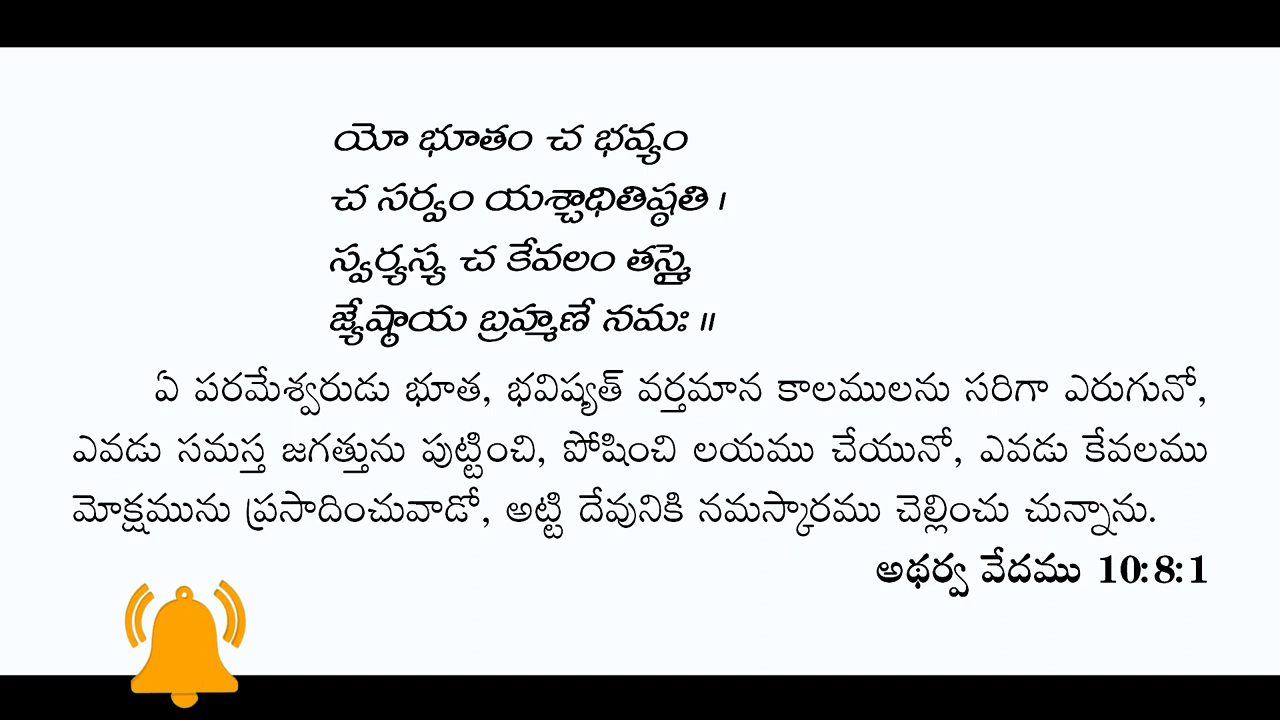 యో భూతం చ భవ్యం
చ సర్వం యశ్చాధితిష్ఠతి ।
స్వర్యస్య చ కేవలం తస్మై
జ్యేష్ఠాయ బ్రహ్మణే నమః ॥
ఏ పరమేశ్వరుడు భూత, భవిష్యత్ వర్తమాన కాలములను సరిగా ఎరుగునో,
ఎవడు సమస్త జగత్తును పుట్టించి, పోషించి లయము చేయునో, ఎవడు కేవలము
మోక్షమును ప్రసాదించువాడో, అట్టి దేవునికి నమస్కారము చెల్లించు చున్నాను.
అథర్వ వేదము 10:8:1